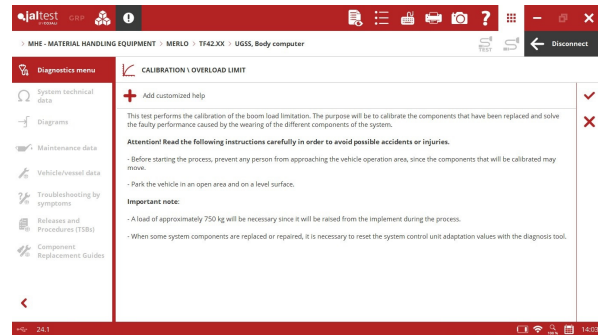 jaltest GRP
BY COJALI
?
> MHE - MATERIAL HANDLING EQUIPMENT > MERLO > TF42.XX > UGSS, Body computer
TEST
Disconnect
Diagnostics menu
CALIBRATION \ OVERLOAD LIMIT
System technical
data
Diagrams
Maintenance data
Vehicle/vessel data
Troubleshooting by
symptoms
Releases and
Procedures (TSBs)
Component
Replacement Guides
Add customized help
This test performs the calibration of the boom load limitation. The purpose will be to calibrate the components that have been replaced and solve
the faulty performance caused by the wearing of the different components of the system.
Attention! Read the following instructions carefully in order to avoid possible accidents or injuries.
- Before starting the process, prevent any person from approaching the vehicle operation area, since the components that will be calibrated may
move.
- Park the vehicle in an open area and on a level surface.
Important note:
- A load of approximately 750 kg will be necessary since it will be raised from the implement during the process.
- When some system components are replaced or repaired, it is necessary to reset the system control unit adaptation values with the diagnosis tool.
24.1
100%
14:03